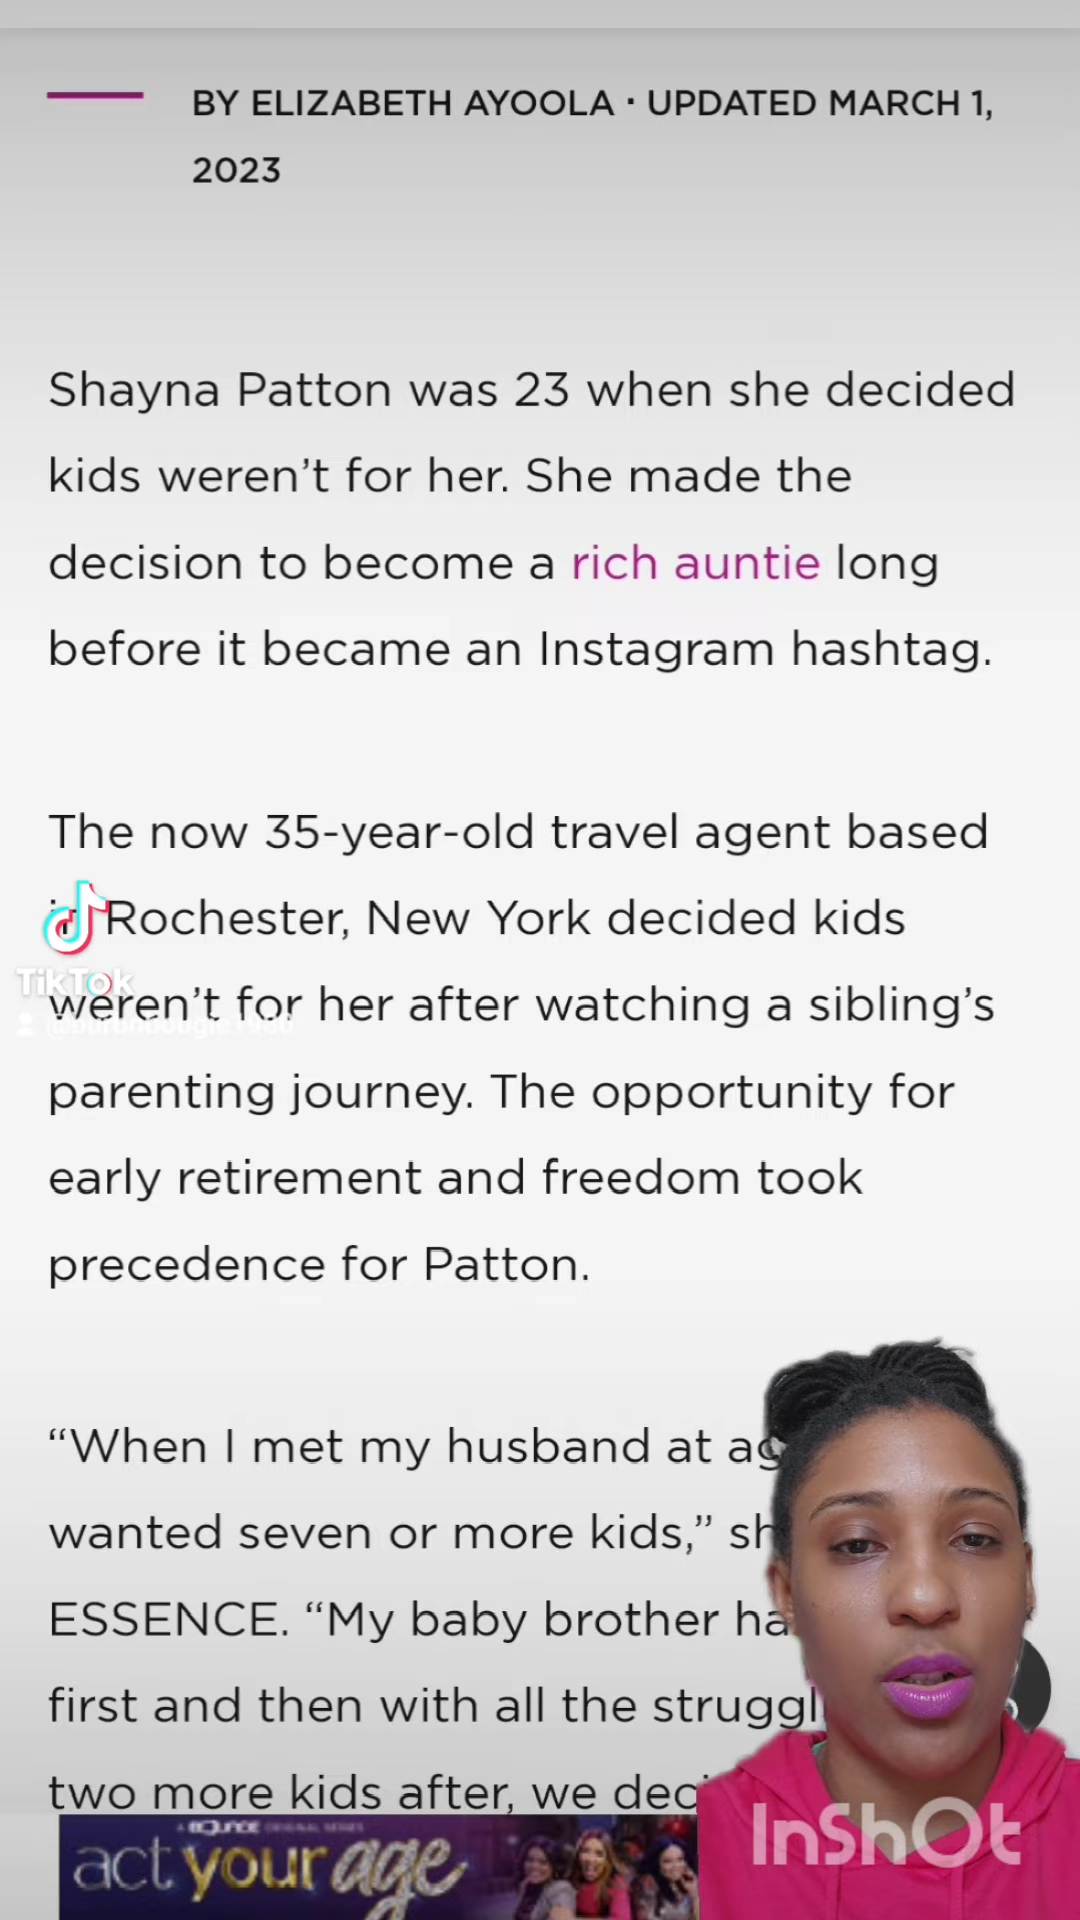 BY ELIZABETH AYOOLA · UPDATED MARCH 1,
2023
Shayna Patton was 23 when she decided
kids weren’t for her. She made the
decision to become a rich auntie long
before it became an Instagram hashtag.
The now 35-year-old travel agent based
in Rochester, New York decided kids
TikTok
weren’t for her after watching a sibling’s
parenting journey. The opportunity for
early retirement and freedom took
precedence for Patton.
“When I met my husband at
wanted seven or more kids,”
ESSENCE. “My baby brother
first and then with all the
two more kids after, we
A BOUNCE ORIGINAL SERIES
act your age
InShOt